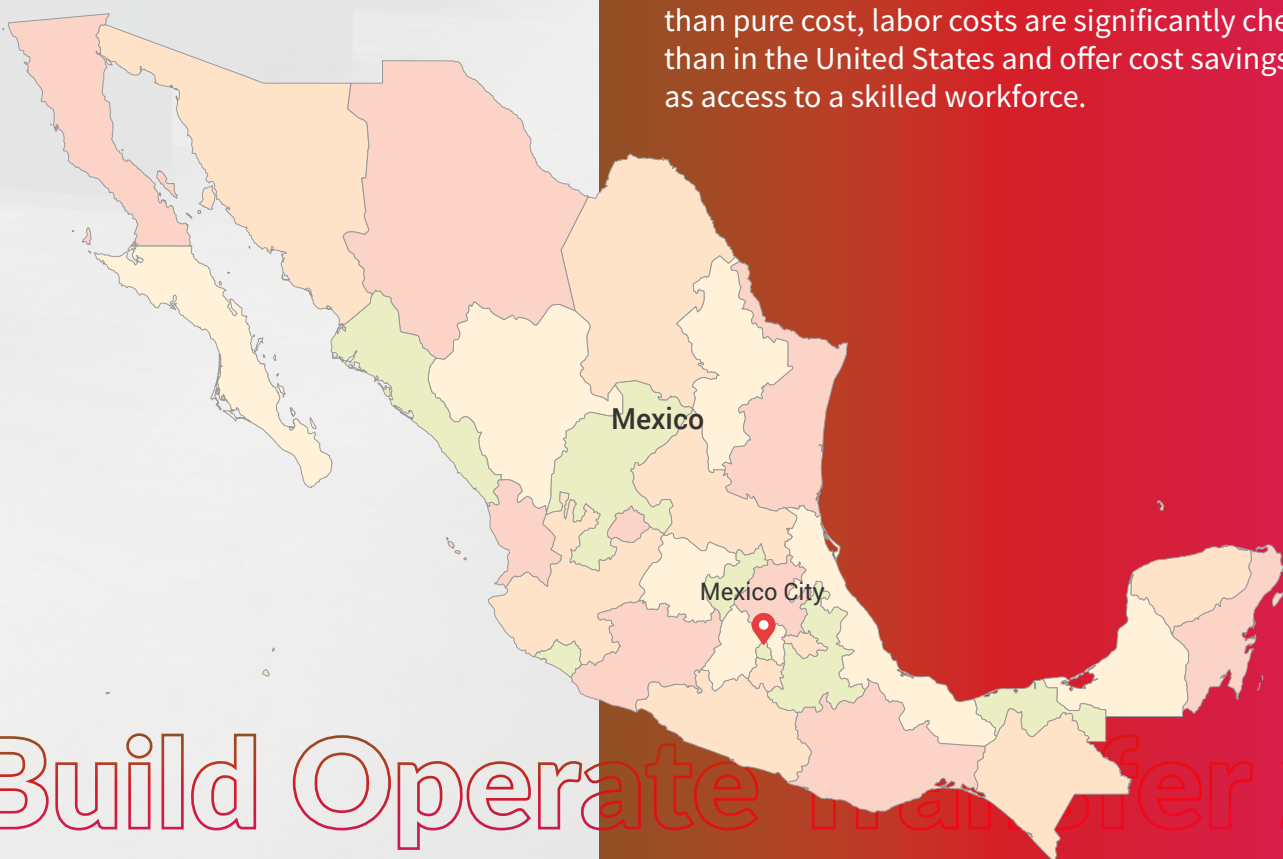 than pure cost, labor costs are significantly che
than in the United States and offer cost savings
as access to a skilled workforce.
Mexico
Mexico City
Build Operate Transfer